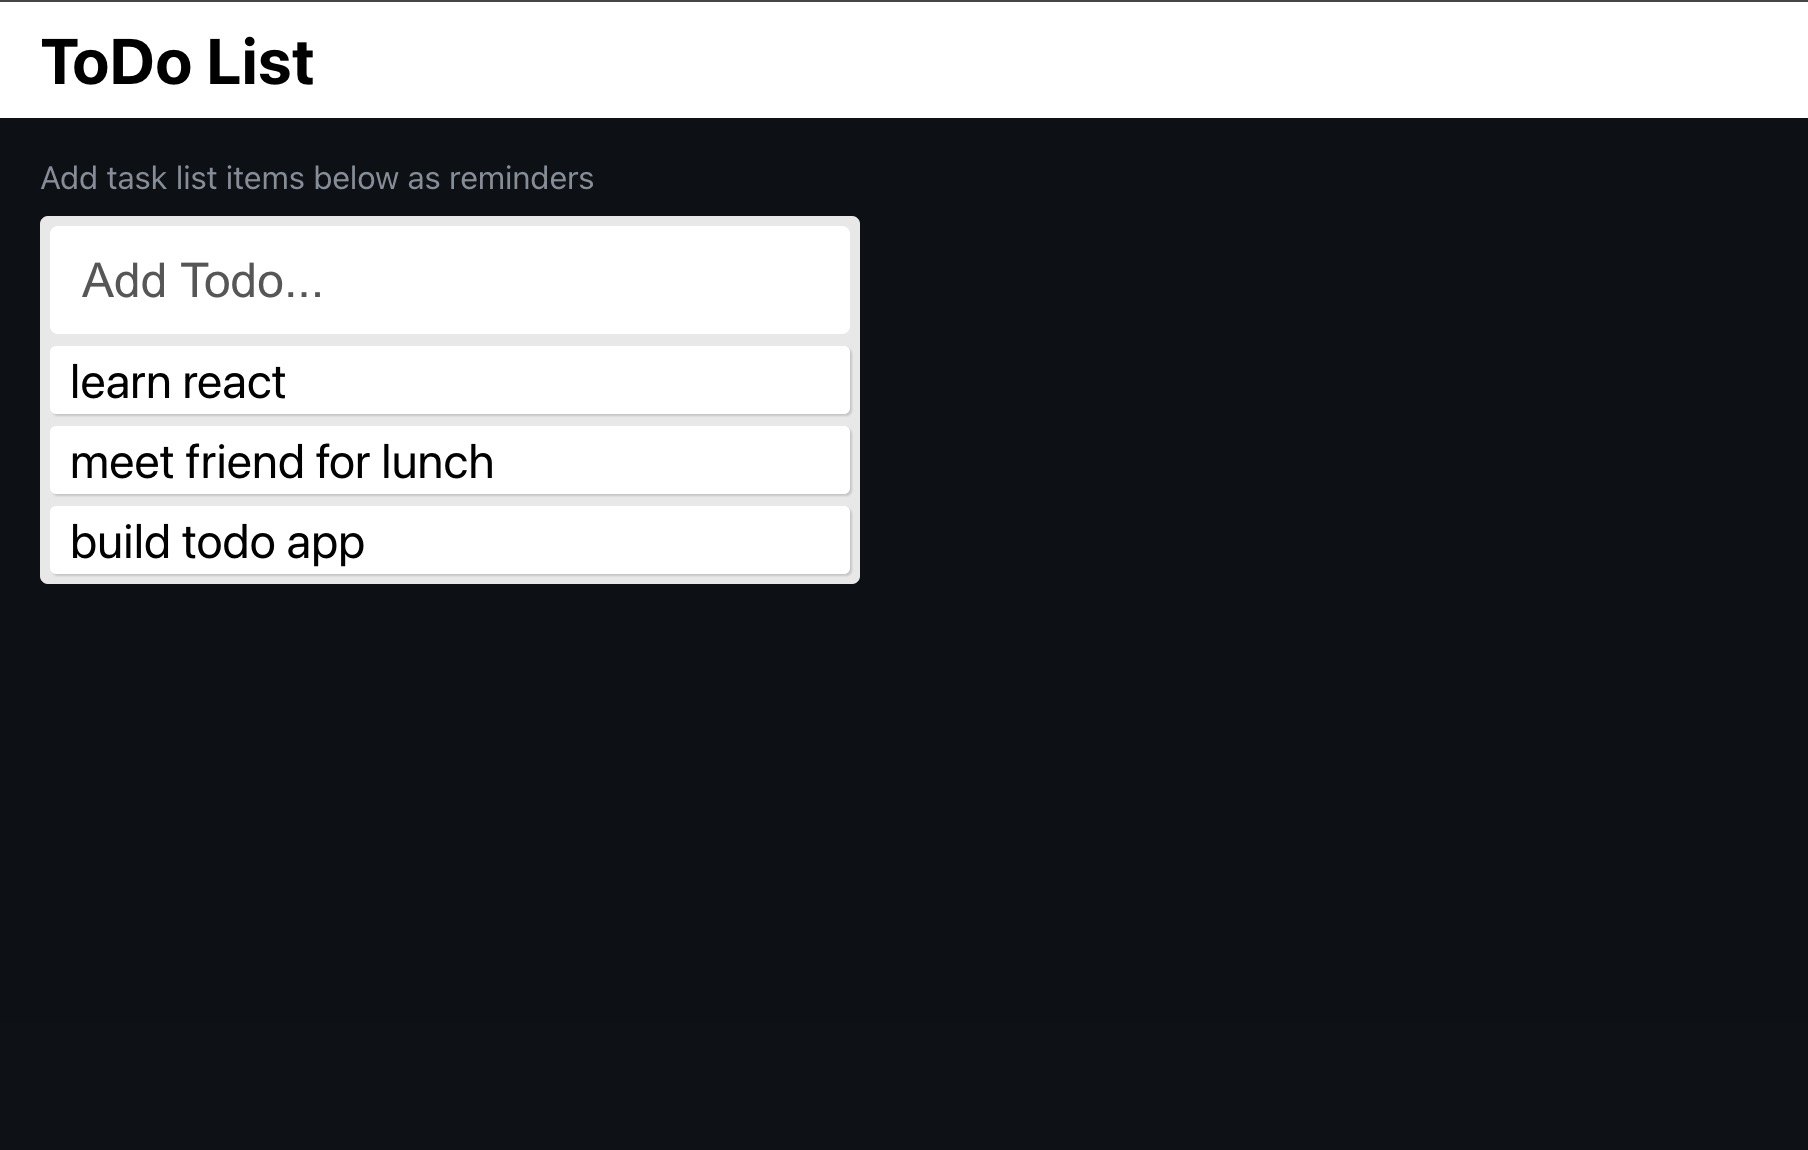 ToDo List
Add task list items below as reminders
Add Todo...
learn react
meet friend for lunch
build todo app